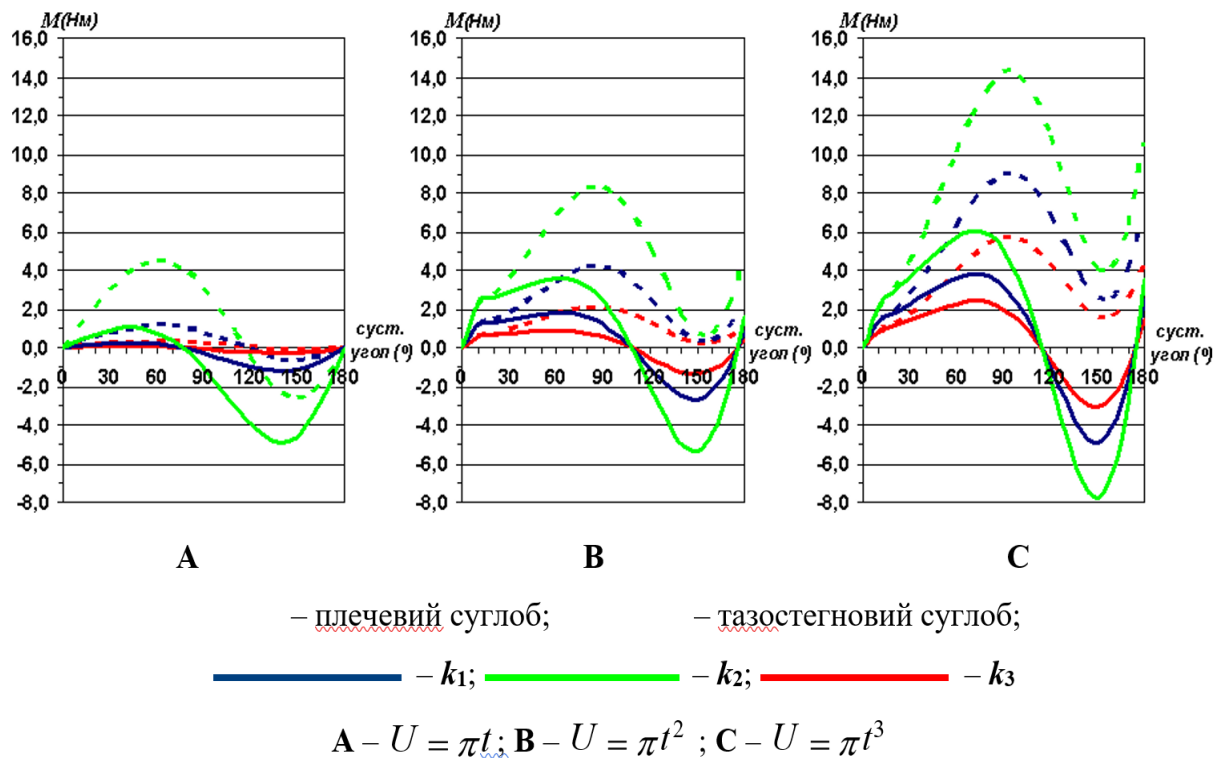 M(Нм) M(Нм) M(Нм)
16,0 16,0 16,0
14,0 14,0 14,0
12,0 12,0 12,0
10,0 10,0 10,0
8,0 8,0 8,0
6,0 6,0 6,0
4,0 4,0 4,0
2,0 2,0 2,0
суст. суст. суст.
0,0 угол (º) 0,0 угол (º) 0,0 угол (º)
0 30 60 90 120 150 180 0 30 60 90 120 150 180 0 30 60 90 120 150 180
-2,0 -2,0 -2,0
-4,0 -4,0 -4,0
-6,0 -6,0 -6,0
-8,0 -8,0 -8,0
A B C
– плечевий суглоб; – тазостегновий суглоб;
– k₁; – k₂; – k₃
A – U = πt; B – U = πt² ; C – U = πt³